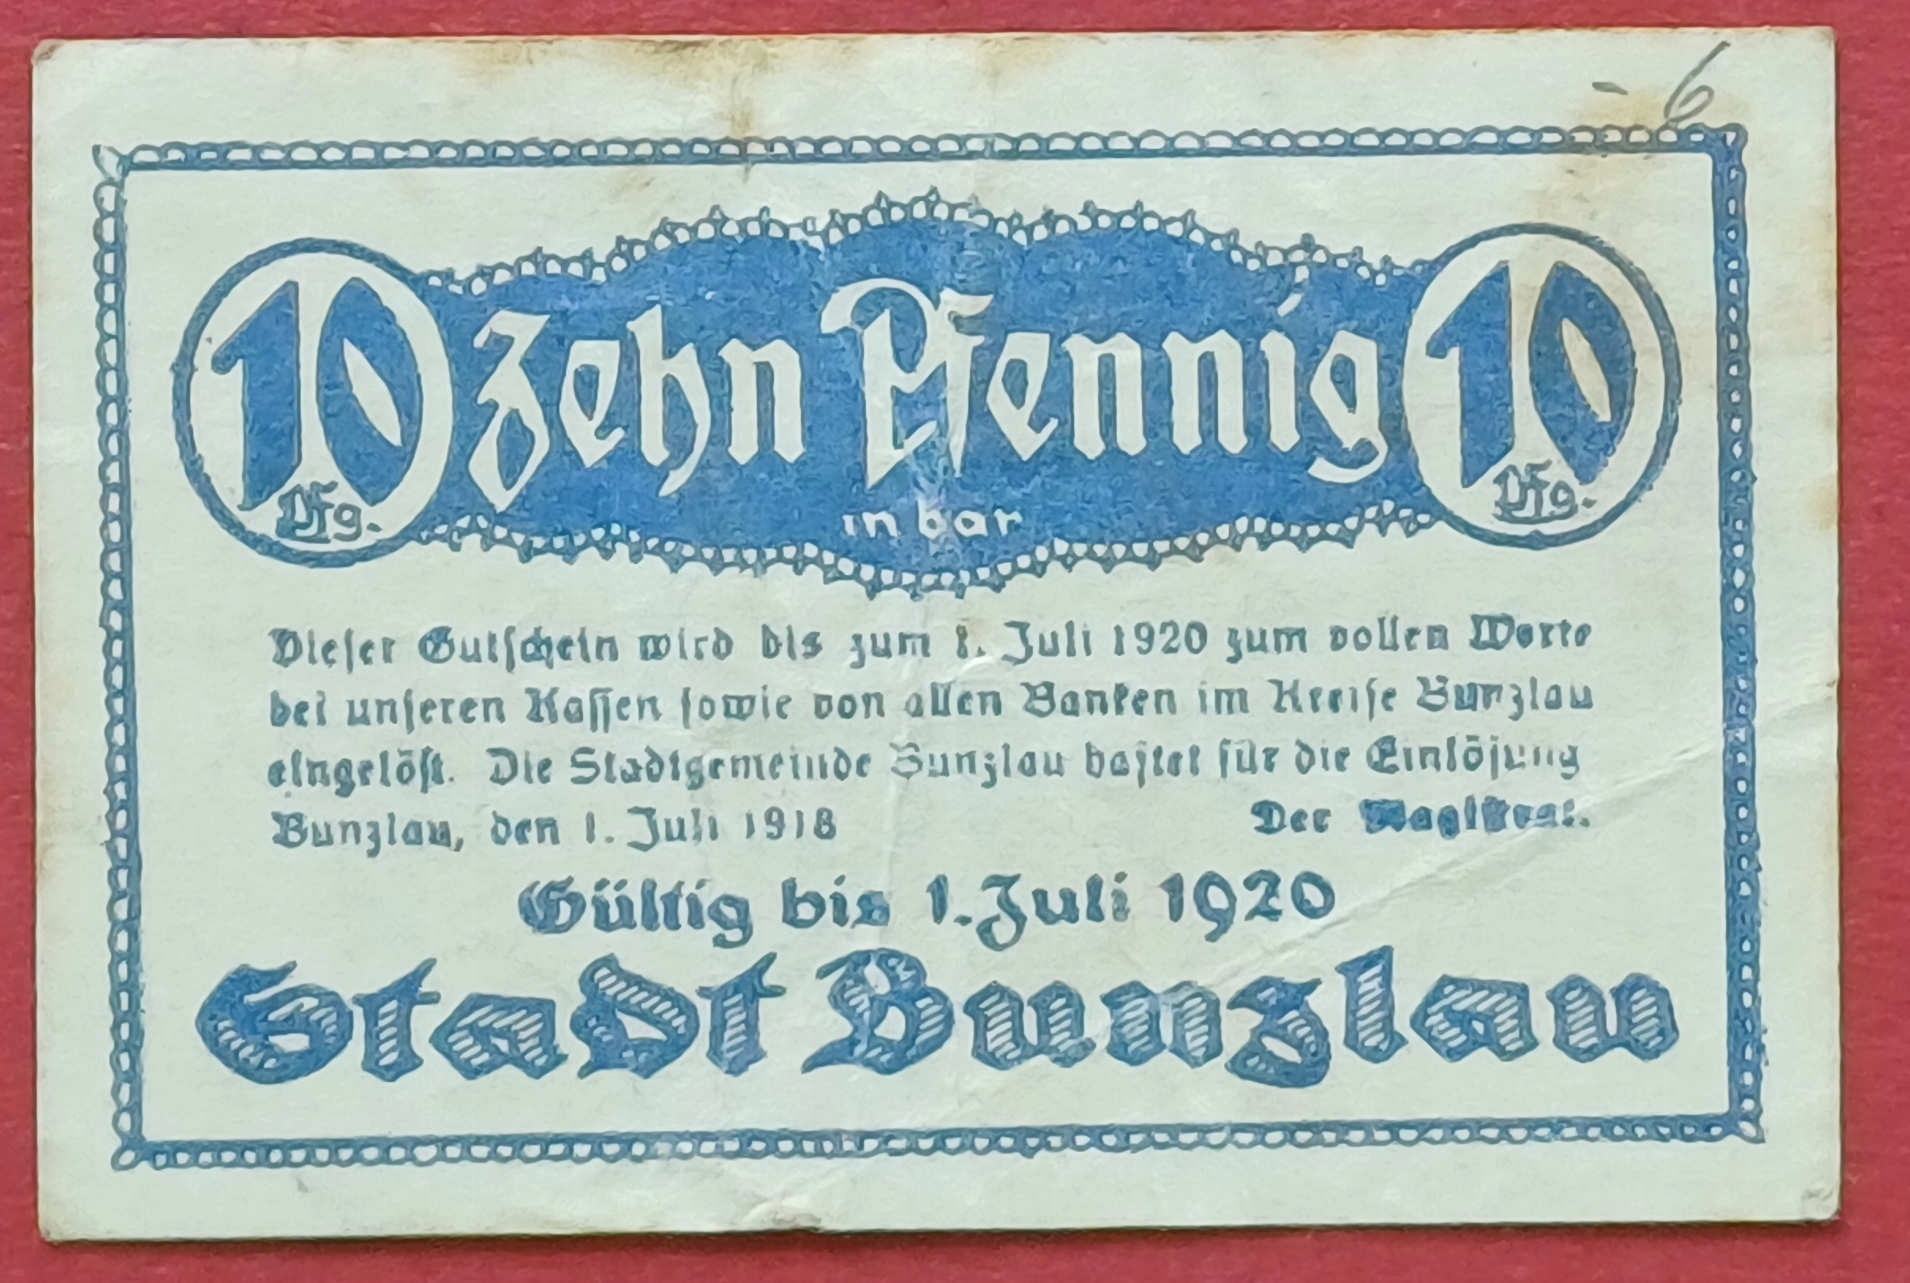 - 6
10 Pfg. Zehn Pfennig 10 Pfg.
in bar
Dieser Gutschein wird bis zum 1. Juli 1920 zum vollen Werte
bei unseren Kassen sowie von allen Banken im Kreise Bunzlau
eingelöst. Die Stadtgemeinde Bunzlau haftet für die Einlösung
Bunzlau, den 1. Juli 1918 Der Magistrat.
Gültig bis 1. Juli 1920
Stadt Bunzlau